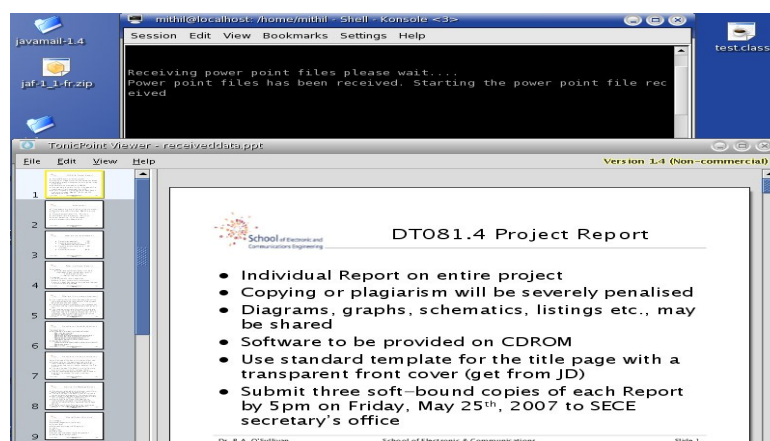 mithil@localhost: /home/mithil - Shell - Konsole <3>
Session Edit View Bookmarks Settings Help
javamail-1.4
test.class
jaf-1_1-fr.zip
Receiving power point files please wait....
Power point files has been received. Starting the power point file rec
eived
TonicPoint Viewer - receiveddata.ppt
File Edit View Help
Version 1.4 (Non-commercial)
1
2
3
4
5
6
7
8
9
School of Electronic and
Communications Engineering
DT081.4 Project Report
● Individual Report on entire project
● Copying or plagiarism will be severely penalised
● Diagrams, graphs, schematics, listings etc., may
be shared
● Software to be provided on CDROM
● Use standard template for the title page with a
transparent front cover (get from JD)
● Submit three soft-bound copies of each Report
by 5pm on Friday, May 25th, 2007 to SECE
secretary's office